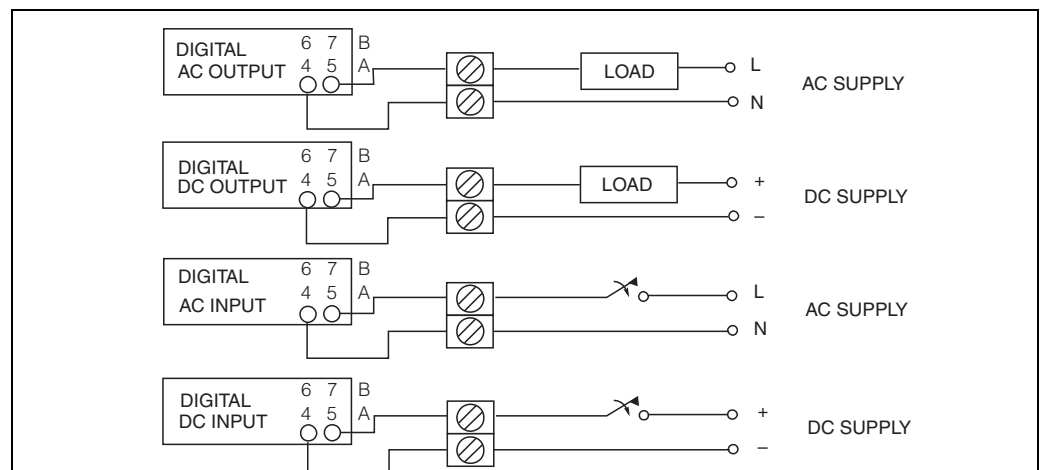 DIGITAL 6 7 B
AC OUTPUT 4 5 A LOAD L
N
AC SUPPLY
DIGITAL 6 7 B
DC OUTPUT 4 5 A LOAD +
–
DC SUPPLY
DIGITAL 6 7 B
AC INPUT 4 5 A L
N
AC SUPPLY
DIGITAL 6 7 B
DC INPUT 4 5 A +
–
DC SUPPLY